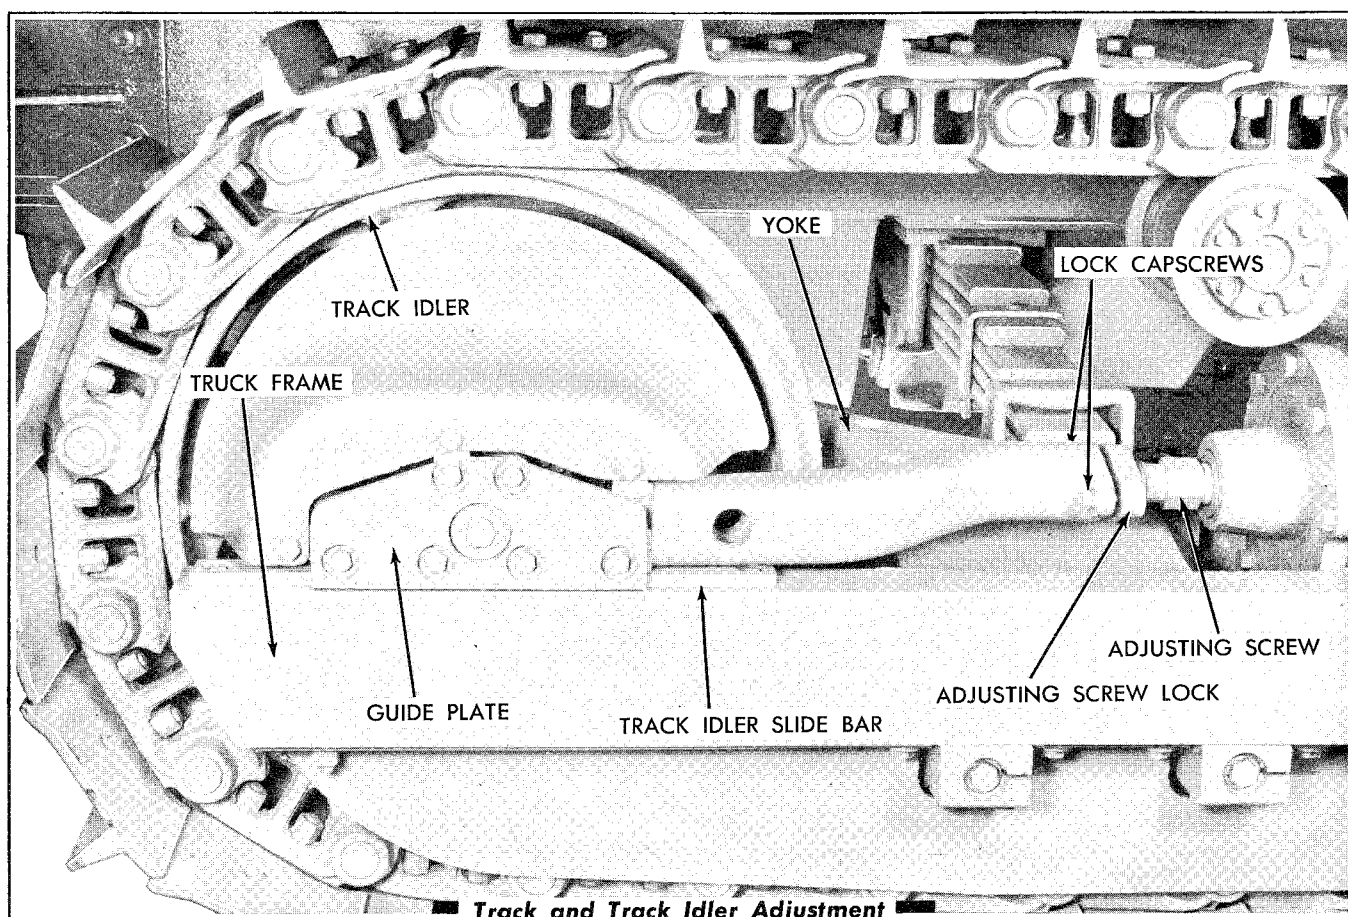 YOKE
LOCK CAPSCREWS
TRACK IDLER
TRUCK FRAME
ADJUSTING SCREW
ADJUSTING SCREW LOCK
GUIDE PLATE
TRACK IDLER SLIDE BAR
Track and Track Idler Adjustment